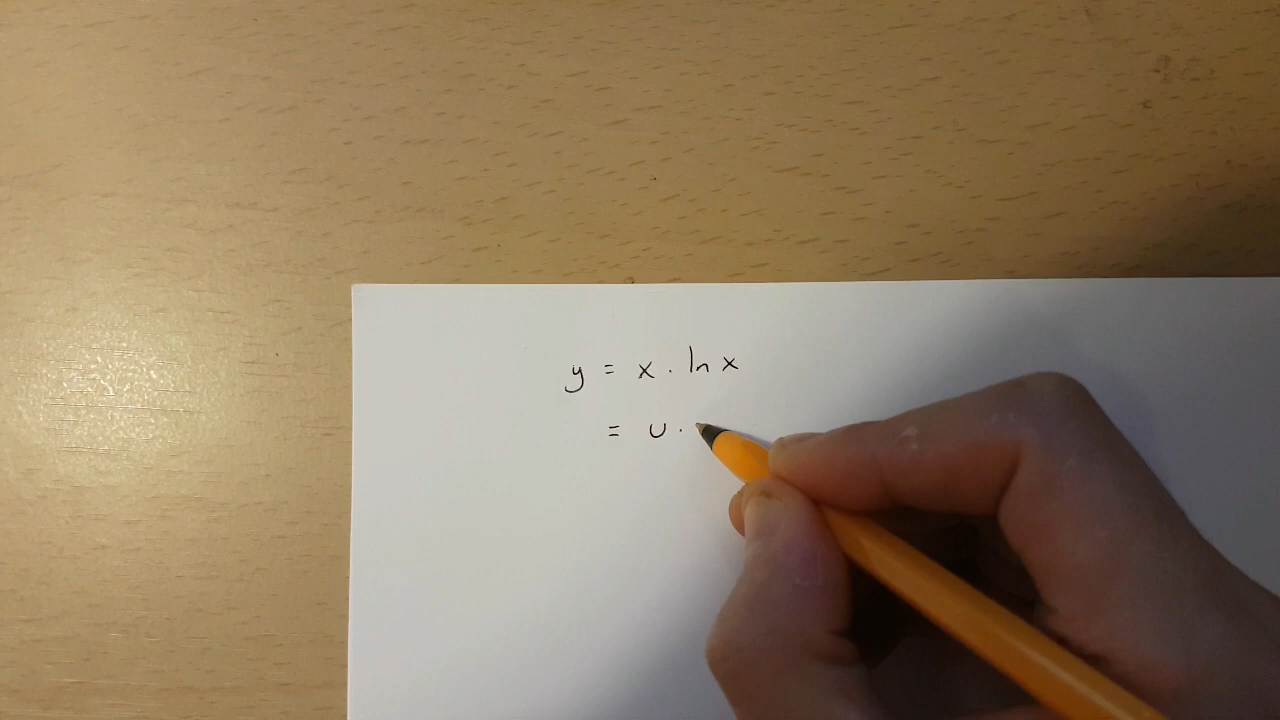 y = x . ln x
= u .